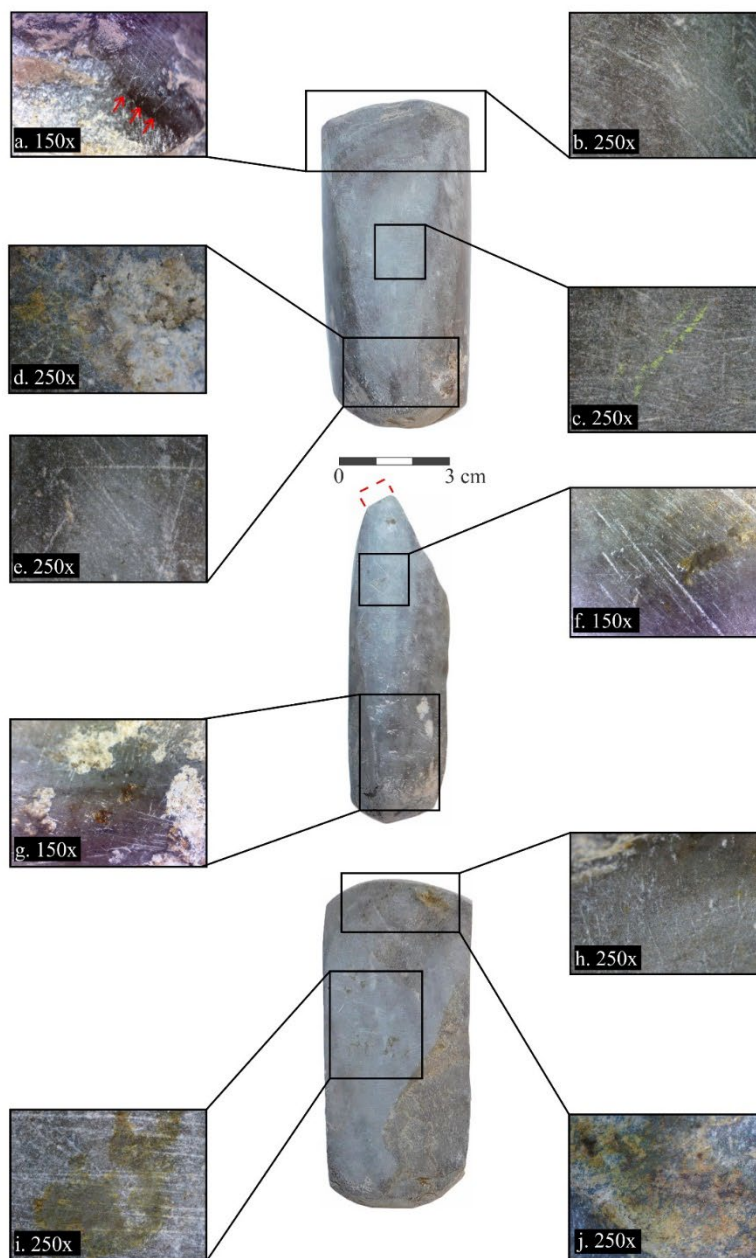 a. 150x
b. 250x
d. 250x
c. 250x
e. 250x
0 3 cm
f. 150x
g. 150x
h. 250x
i. 250x
j. 250x